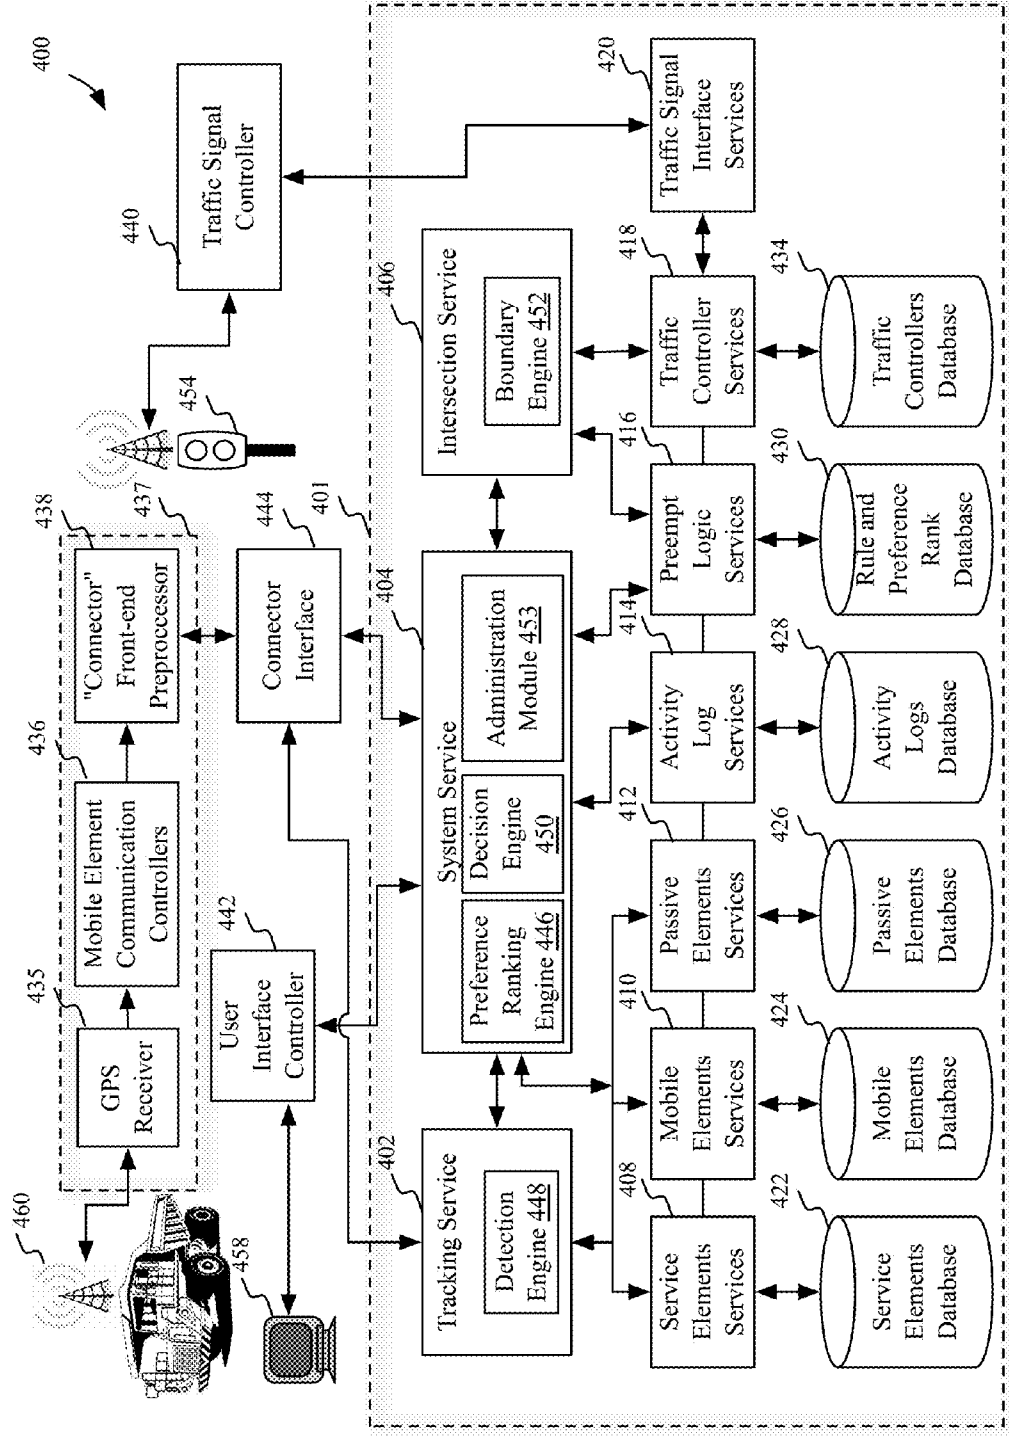 400
460
GPS
Receiver
435
Mobile Element
Communication
Controllers
436
"Connector"
Front-end
Preproccessor
438
437
454
440
Traffic Signal
Controller
458
User
Interface
Controller
442
Connector
Interface
444
401
402
Tracking Service
Detection
Engine 448
404
System Service
Preference
Ranking
Engine 446
Decision
Engine
450
Administration
Module 453
406
Intersection Service
Boundary
Engine 452
408
Service
Elements
Services
410
Mobile
Elements
Services
412
Passive
Elements
Services
414
Activity
Log
Services
416
Preempt
Logic
Services
418
Traffic
Controller
Services
420
Traffic Signal
Interface
Services
422
Service
Elements
Database
424
Mobile
Elements
Database
426
Passive
Elements
Database
428
Activity
Logs
Database
430
Rule and
Preference
Rank
Database
434
Traffic
Controllers
Database